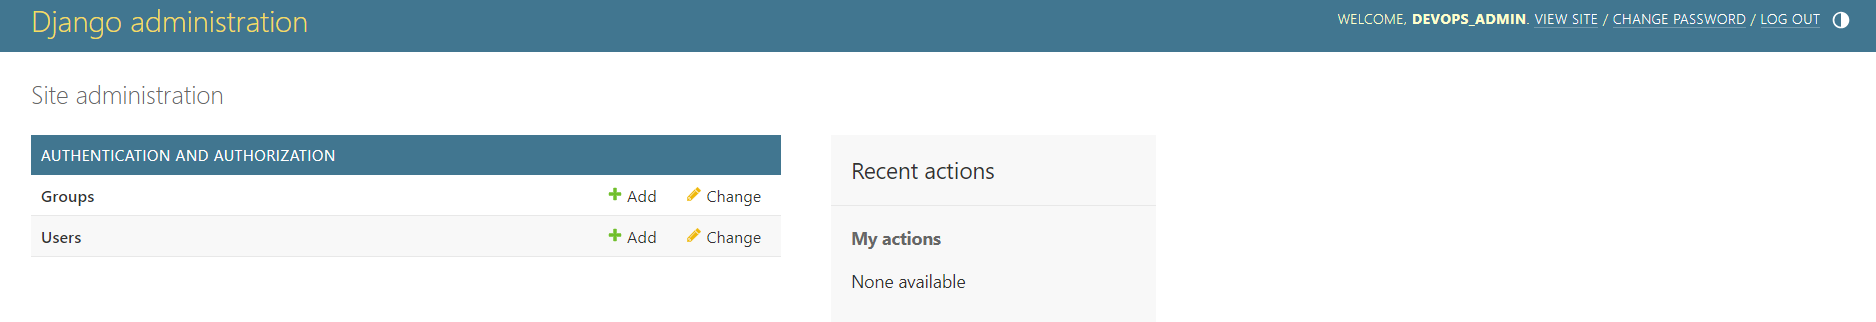 Django administration
WELCOME, DEVOPS_ADMIN. VIEW SITE / CHANGE PASSWORD / LOG OUT
Site administration
AUTHENTICATION AND AUTHORIZATION
Groups Add Change
Users Add Change
Recent actions
My actions
None available